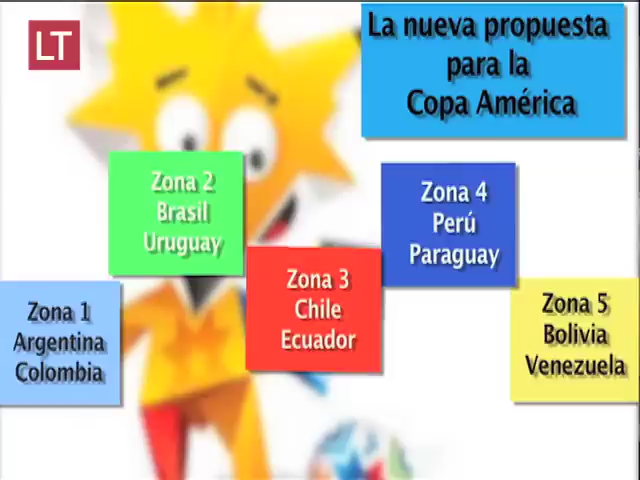 LT
La nueva propuesta
para la
Copa América
Zona 1
Argentina
Colombia
Zona 2
Brasil
Uruguay
Zona 3
Chile
Ecuador
Zona 4
Perú
Paraguay
Zona 5
Bolivia
Venezuela